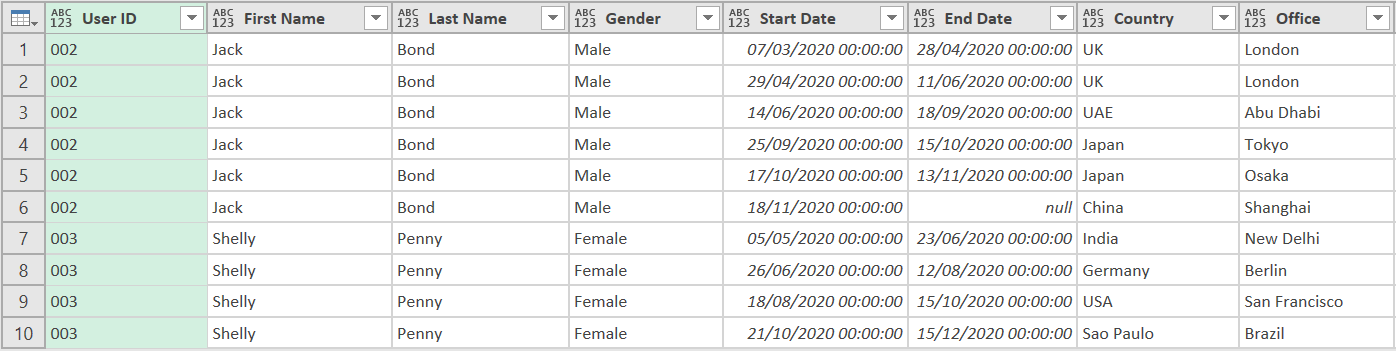 ABC 123 User ID ABC 123 First Name ABC 123 Last Name ABC 123 Gender ABC 123 Start Date ABC 123 End Date ABC 123 Country ABC 123 Office
1 002 Jack Bond Male 07/03/2020 00:00:00 28/04/2020 00:00:00 UK London
2 002 Jack Bond Male 29/04/2020 00:00:00 11/06/2020 00:00:00 UK London
3 002 Jack Bond Male 14/06/2020 00:00:00 18/09/2020 00:00:00 UAE Abu Dhabi
4 002 Jack Bond Male 25/09/2020 00:00:00 15/10/2020 00:00:00 Japan Tokyo
5 002 Jack Bond Male 17/10/2020 00:00:00 13/11/2020 00:00:00 Japan Osaka
6 002 Jack Bond Male 18/11/2020 00:00:00 null China Shanghai
7 003 Shelly Penny Female 05/05/2020 00:00:00 23/06/2020 00:00:00 India New Delhi
8 003 Shelly Penny Female 26/06/2020 00:00:00 12/08/2020 00:00:00 Germany Berlin
9 003 Shelly Penny Female 18/08/2020 00:00:00 15/10/2020 00:00:00 USA San Francisco
10 003 Shelly Penny Female 21/10/2020 00:00:00 15/12/2020 00:00:00 Sao Paulo Brazil